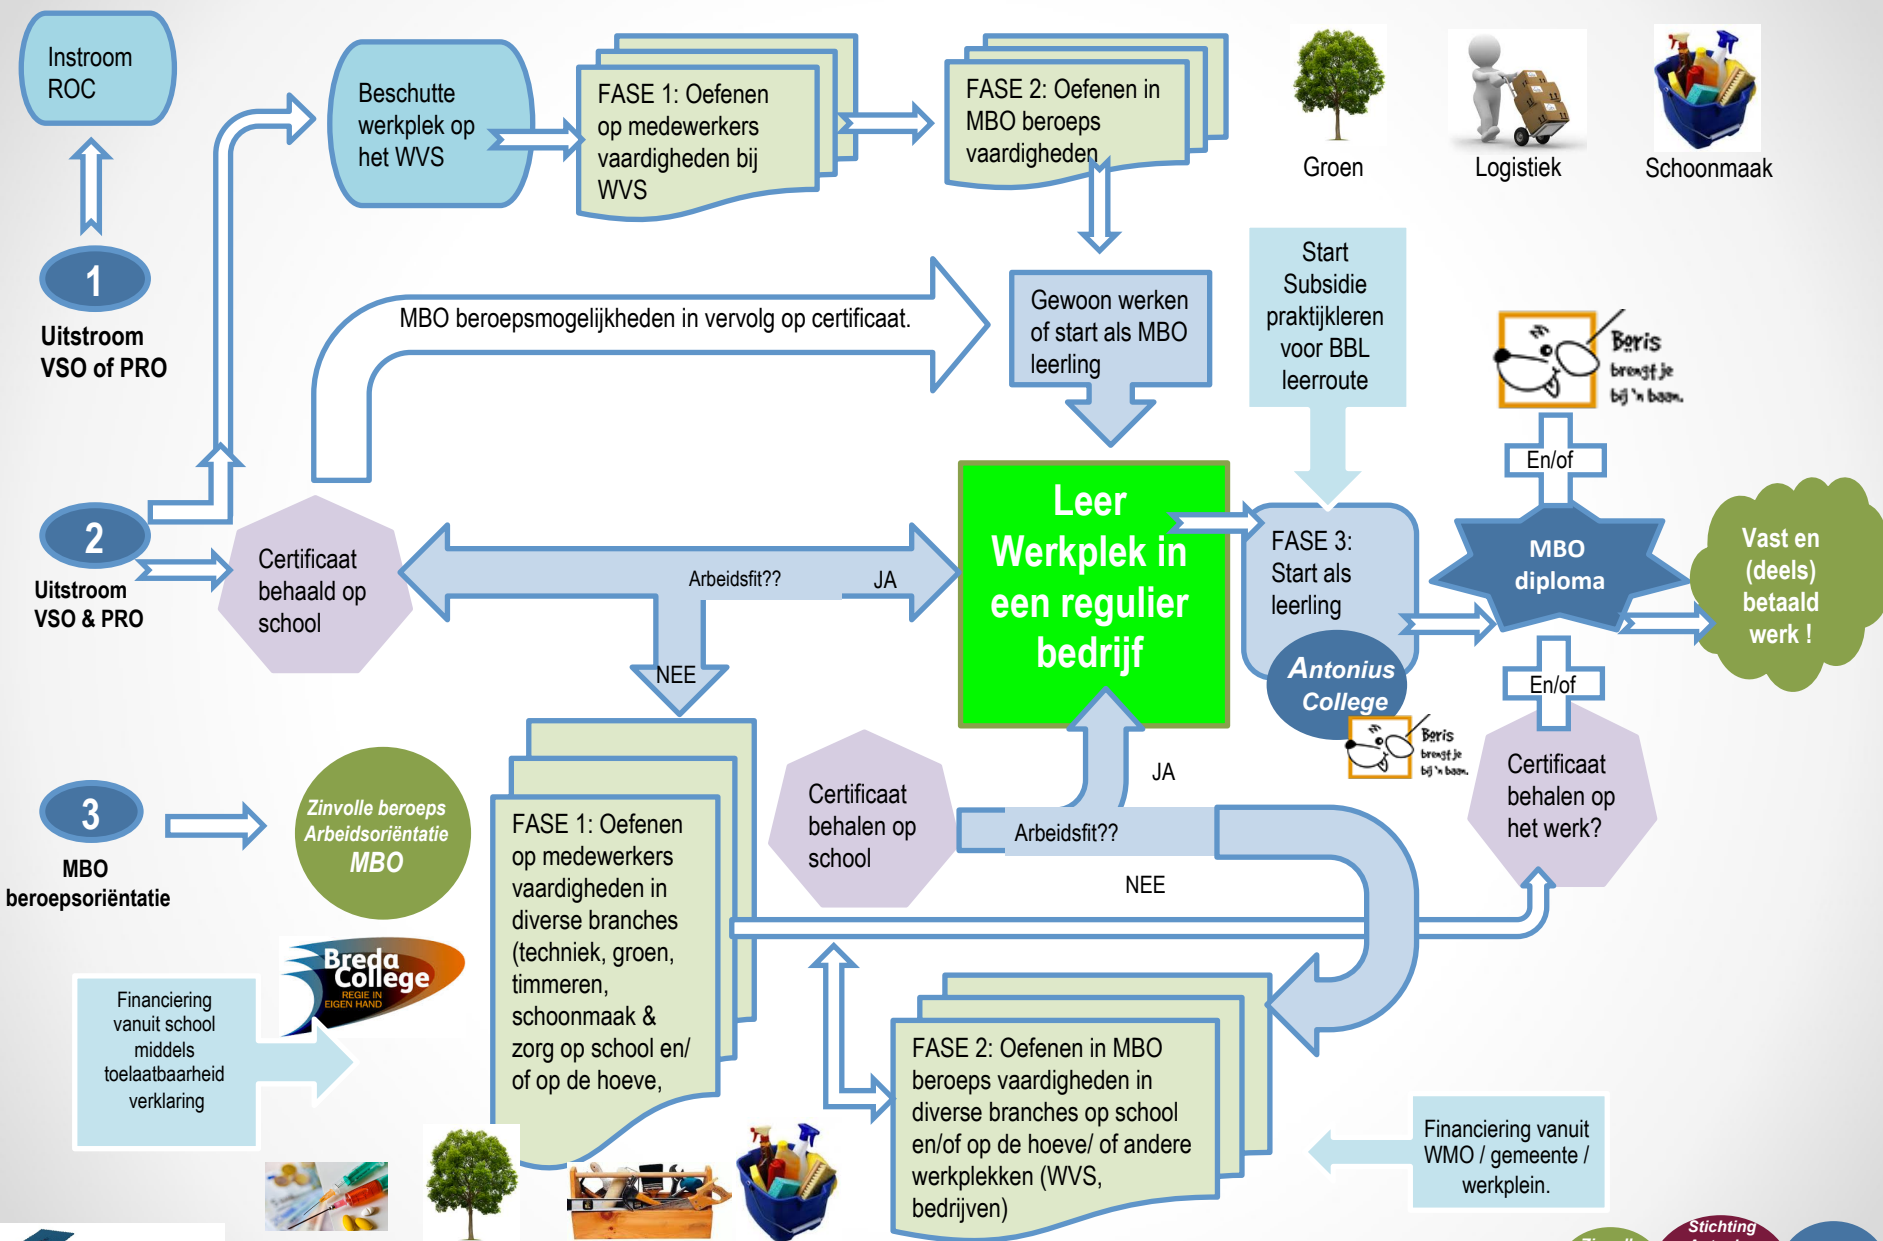 Instroom
ROC
Beschutte
werkplek op
het WVS
FASE 1: Oefenen
op medewerkers
vaardigheden bij
WVS
FASE 2: Oefenen in
MBO beroeps
vaardigheden
Groen
Logistiek
Schoonmaak
1
Uitstroom
VSO of PRO
MBO beroepsmogelijkheden in vervolg op certificaat.
Gewoon werken
of start als MBO
leerling
Start
Subsidie
praktijkleren
voor BBL
leerroute
Boris
brengt je
bij 'n baan.
En/of
2
Uitstroom
VSO & PRO
Certificaat
behaald op
school
Arbeidsfit??
JA
NEE
Leer
Werkplek in
een regulier
bedrijf
FASE 3:
Start als
leerling
Antonius
College
Boris
brengt je
bij 'n baan.
MBO
diploma
Vast en
(deels)
betaald
werk !
En/of
Certificaat
behalen op
het werk?
3
MBO
beroepsoriëntatie
Zinvolle beroeps
Arbeidsoriëntatie
MBO
FASE 1: Oefenen
op medewerkers
vaardigheden in
diverse branches
(techniek, groen,
timmeren,
schoonmaak &
zorg op school en/
of op de hoeve,
Certificaat
behalen op
school
Arbeidsfit??
JA
NEE
Breda
College
REGIE IN
EIGEN HAND
Financiering
vanuit school
middels
toelaatbaarheid
verklaring
FASE 2: Oefenen in MBO
beroeps vaardigheden in
diverse branches op school
en/of op de hoeve/ of andere
werkplekken (WVS,
bedrijven)
Financiering vanuit
WMO / gemeente /
werkplein.
Stichting